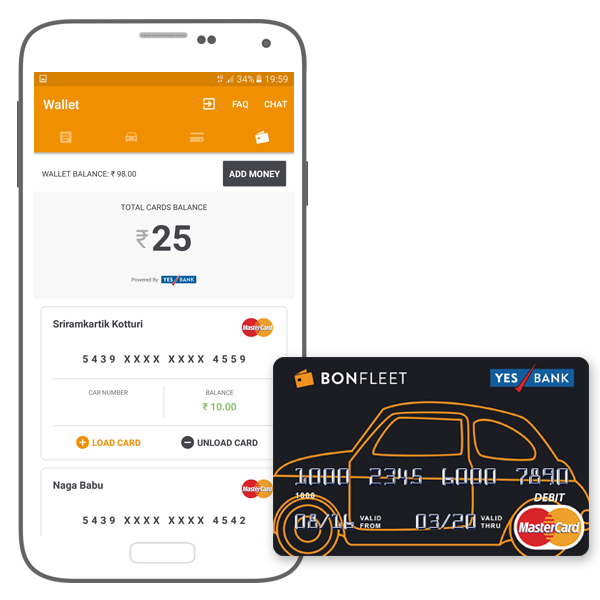 34% 19:59
Wallet FAQ CHAT
WALLET BALANCE: ₹ 98.00 ADD MONEY
TOTAL CARDS BALANCE
₹25
Powered By YES BANK
Sriramkartik Kotturi MasterCard
5439 XXXX XXXX 4559
CAR NUMBER BALANCE
₹ 10.00
LOAD CARD UNLOAD CARD
Naga Babu MasterCard
5439 XXXX XXXX 4542
BONFLEET YES BANK
1000 2345 6000 7890
1000 DEBIT
08/16 VALID FROM 03/20 VALID THRU
MasterCard